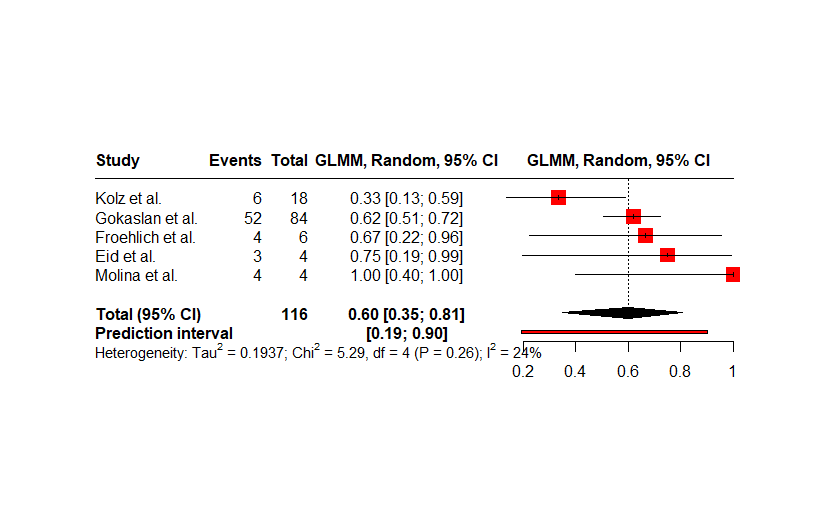 Study Events Total GLMM, Random, 95% CI GLMM, Random, 95% CI
Kolz et al. 6 18 0.33 [0.13; 0.59]
Gokaslan et al. 52 84 0.62 [0.51; 0.72]
Froehlich et al. 4 6 0.67 [0.22; 0.96]
Eid et al. 3 4 0.75 [0.19; 0.99]
Molina et al. 4 4 1.00 [0.40; 1.00]
Total (95% CI) 116 0.60 [0.35; 0.81]
Prediction interval [0.19; 0.90]
Heterogeneity: Tau² = 0.1937; Chi² = 5.29, df = 4 (P = 0.26); I² = 24%
0.2 0.4 0.6 0.8 1